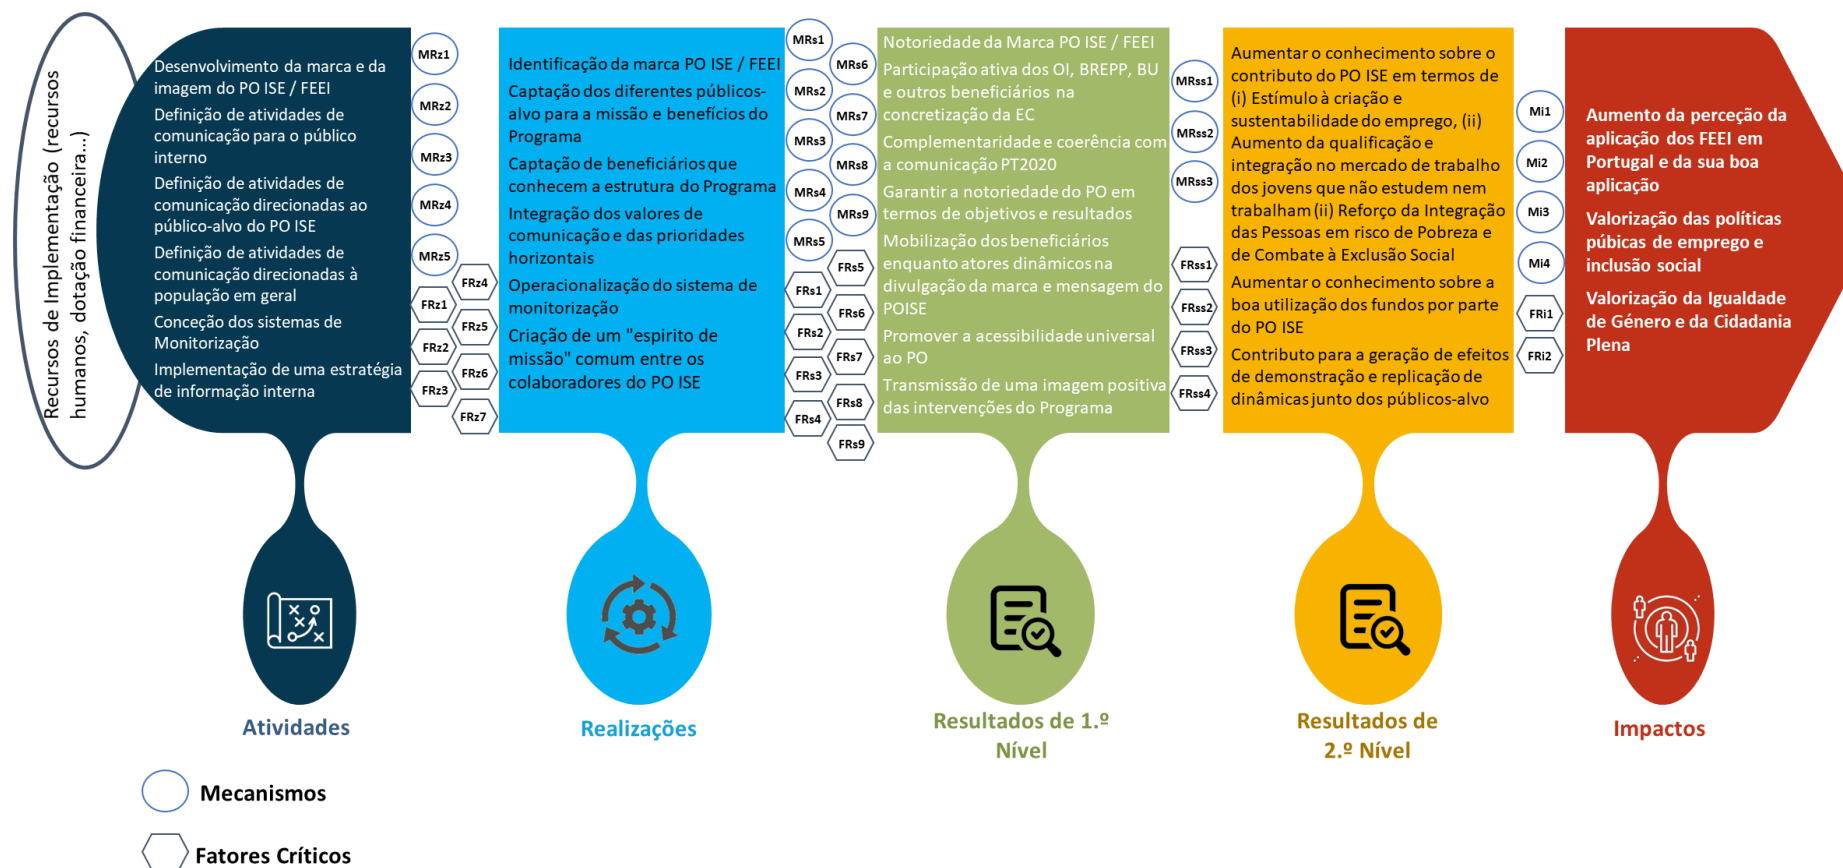 Recursos de Implementação (recursos
humanos, dotação financeira...)
Desenvolvimento da marca e da
imagem do PO ISE / FEEI
Definição de atividades de
comunicação para o público
interno
Definição de atividades de
comunicação direcionadas ao
público-alvo do PO ISE
Definição de atividades de
comunicação direcionadas à
população em geral
Conceção dos sistemas de
Monitorização
Implementação de uma estratégia
de informação interna
MRz1
MRz2
MRz3
MRz4
MRz5
FRz4
FRz1
FRz5
FRz2
FRz6
FRz3
FRz7
Identificação da marca PO ISE / FEEI
Captação dos diferentes públicos-
alvo para a missão e benefícios do
Programa
Captação de beneficiários que
conhecem a estrutura do Programa
Integração dos valores de
comunicação e das prioridades
horizontais
Operacionalização do sistema de
monitorização
Criação de um "espirito de
missão" comum entre os
colaboradores do PO ISE
MRs1
MRs6
MRs2
MRs7
MRs3
MRs8
MRs4
MRs9
MRs5
FRs5
FRs1
FRs6
FRs2
FRs7
FRs3
FRs8
FRs4
FRs9
Notoriedade da Marca PO ISE / FEEI
Participação ativa dos OI, BREPP, BU
e outros beneficiários na
concretização da EC
Complementaridade e coerência com
a comunicação PT2020
Garantir a notoriedade do PO em
termos de objetivos e resultados
Mobilização dos beneficiários
enquanto atores dinâmicos na
divulgação da marca e mensagem do
POISE
Promover a acessibilidade universal
ao PO
Transmissão de uma imagem positiva
das intervenções do Programa
MRss1
MRss2
MRss3
FRss1
FRss2
FRss3
FRss4
Aumentar o conhecimento sobre o
contributo do PO ISE em termos de
(i) Estímulo à criação e
sustentabilidade do emprego, (ii)
Aumento da qualificação e
integração no mercado de trabalho
dos jovens que não estudem nem
trabalham (ii) Reforço da Integração
das Pessoas em risco de Pobreza e
de Combate à Exclusão Social
Aumentar o conhecimento sobre a
boa utilização dos fundos por parte
do PO ISE
Contributo para a geração de efeitos
de demonstração e replicação de
dinâmicas junto dos públicos-alvo
Mi1
Mi2
Mi3
Mi4
FRi1
FRi2
Aumento da perceção da
aplicação dos FEEI em
Portugal e da sua boa
aplicação
Valorização das políticas
púbicas de emprego e
inclusão social
Valorização da Igualdade
de Género e da Cidadania
Plena
Atividades
Realizações
Resultados de 1.º
Nível
Resultados de
2.º Nível
Impactos
Mecanismos
Fatores Críticos